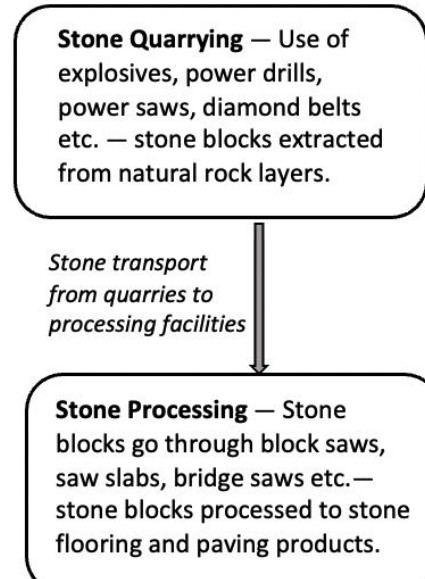 Stone Quarrying — Use of
explosives, power drills,
power saws, diamond belts
etc. — stone blocks extracted
from natural rock layers.
Stone transport
from quarries to
processing facilities
Stone Processing — Stone
blocks go through block saws,
saw slabs, bridge saws etc.—
stone blocks processed to stone
flooring and paving products.